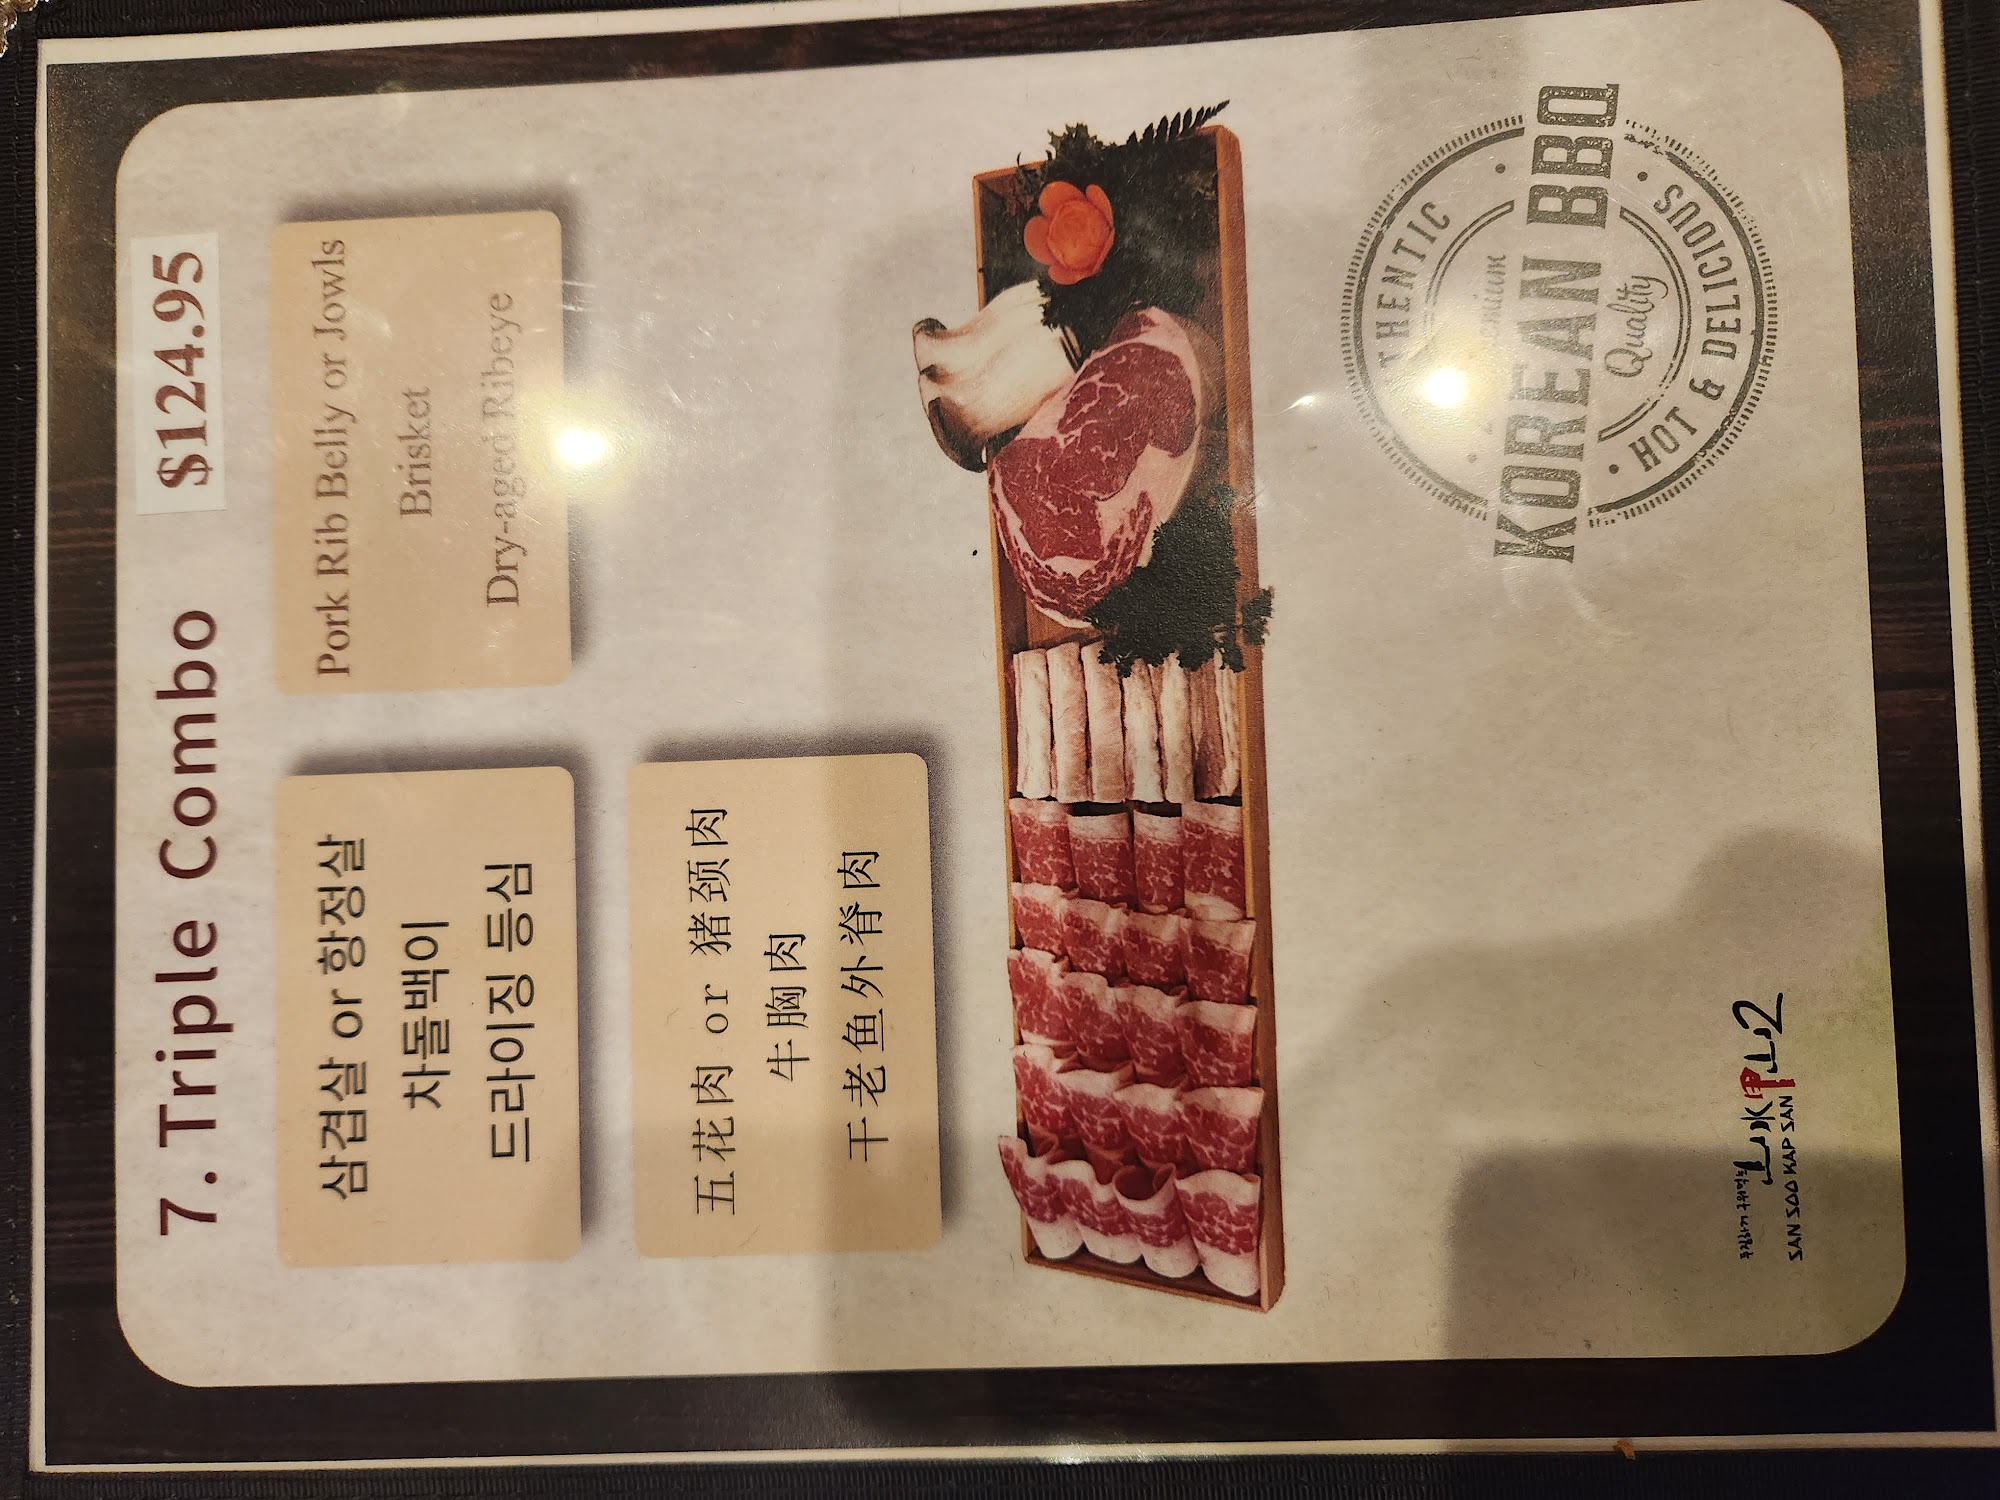 7. Triple Combo $124.95
삼겹살 or 항정살
차돌백이
드라이징 등심
Pork Rib Belly or Jowls
Brisket
Dry-aged Ribeye
五花肉 or 猪颈肉
牛胸肉
干老鱼外脊肉
KOREAN BBQ
Quality
HOT & DELICIOUS
SAN SOO KAP SAN
2